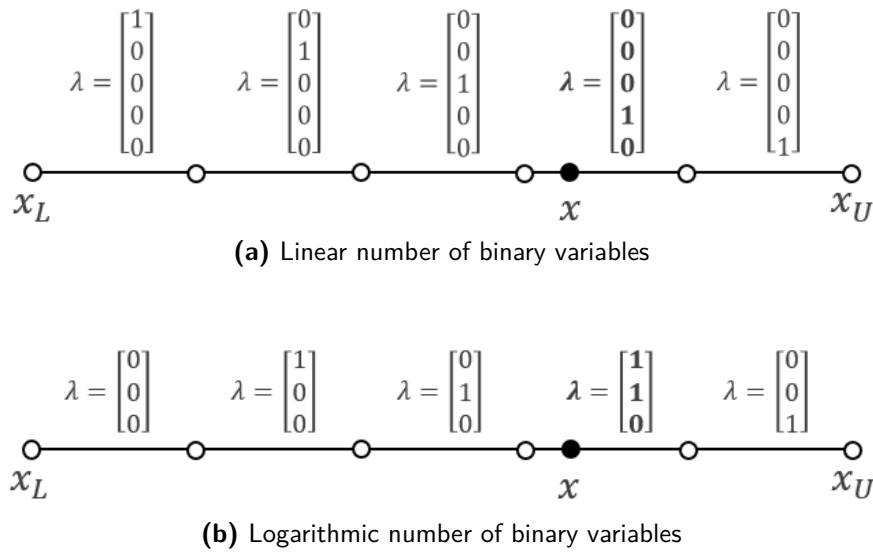 λ = [1 0 0 0 0] λ = [0 1 0 0 0] λ = [0 0 1 0 0] λ = [0 0 0 1 0] λ = [0 0 0 0 1]
x_L x x_U
(a) Linear number of binary variables
λ = [0 0 0] λ = [1 0 0] λ = [0 1 0] λ = [1 1 0] λ = [0 0 1]
x_L x x_U
(b) Logarithmic number of binary variables